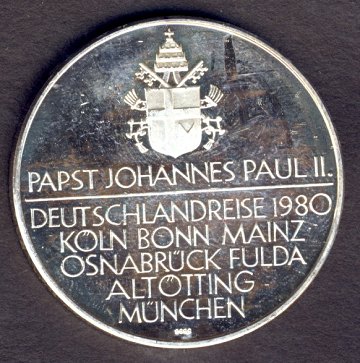 PAPST JOHANNES PAUL II.
DEUTSCHLANDREISE 1980
KÖLN BONN MAINZ
OSNABRÜCK FULDA
ALTÖTTING
MÜNCHEN